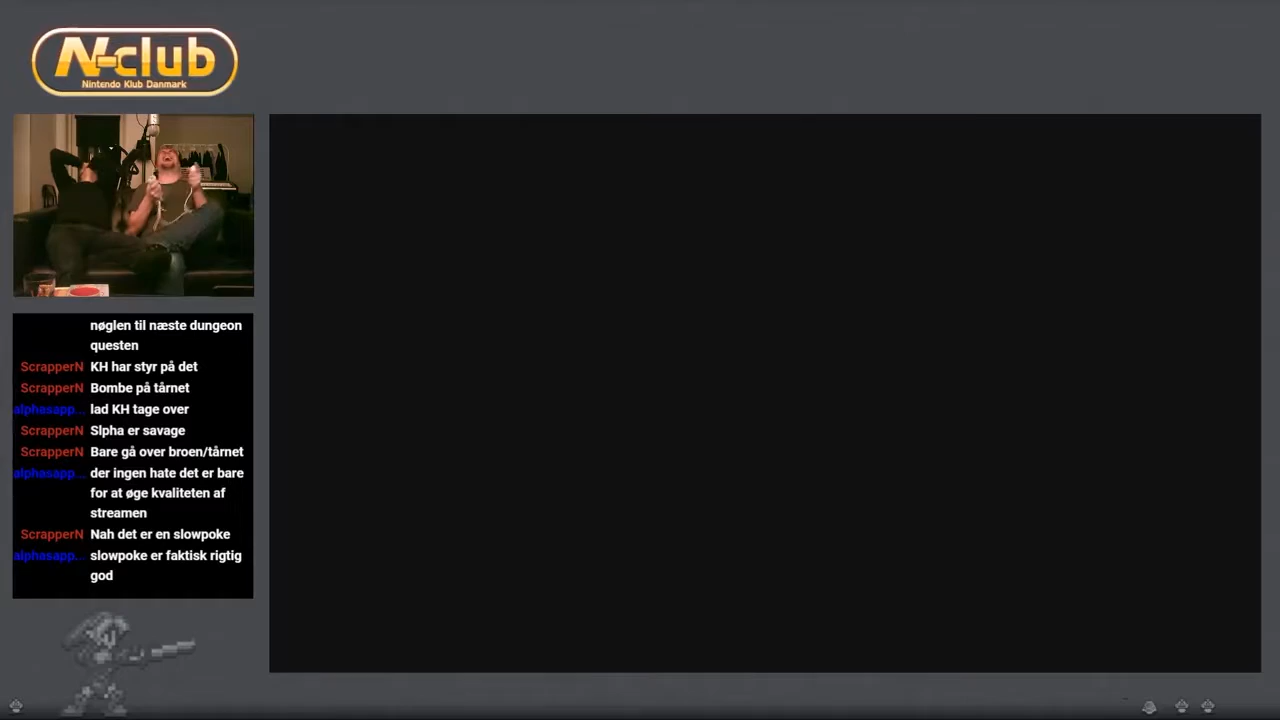 N-club
Nintendo Klub Danmark
nøglen til næste dungeon
questen
ScrapperN KH har styr på det
ScrapperN Bombe på tårnet
alphasapp... lad KH tage over
ScrapperN Slpha er savage
ScrapperN Bare gå over broen/tårnet
alphasapp... der ingen hate det er bare
for at øge kvaliteten af
streamen
ScrapperN Nah det er en slowpoke
alphasapp... slowpoke er faktisk rigtig
god